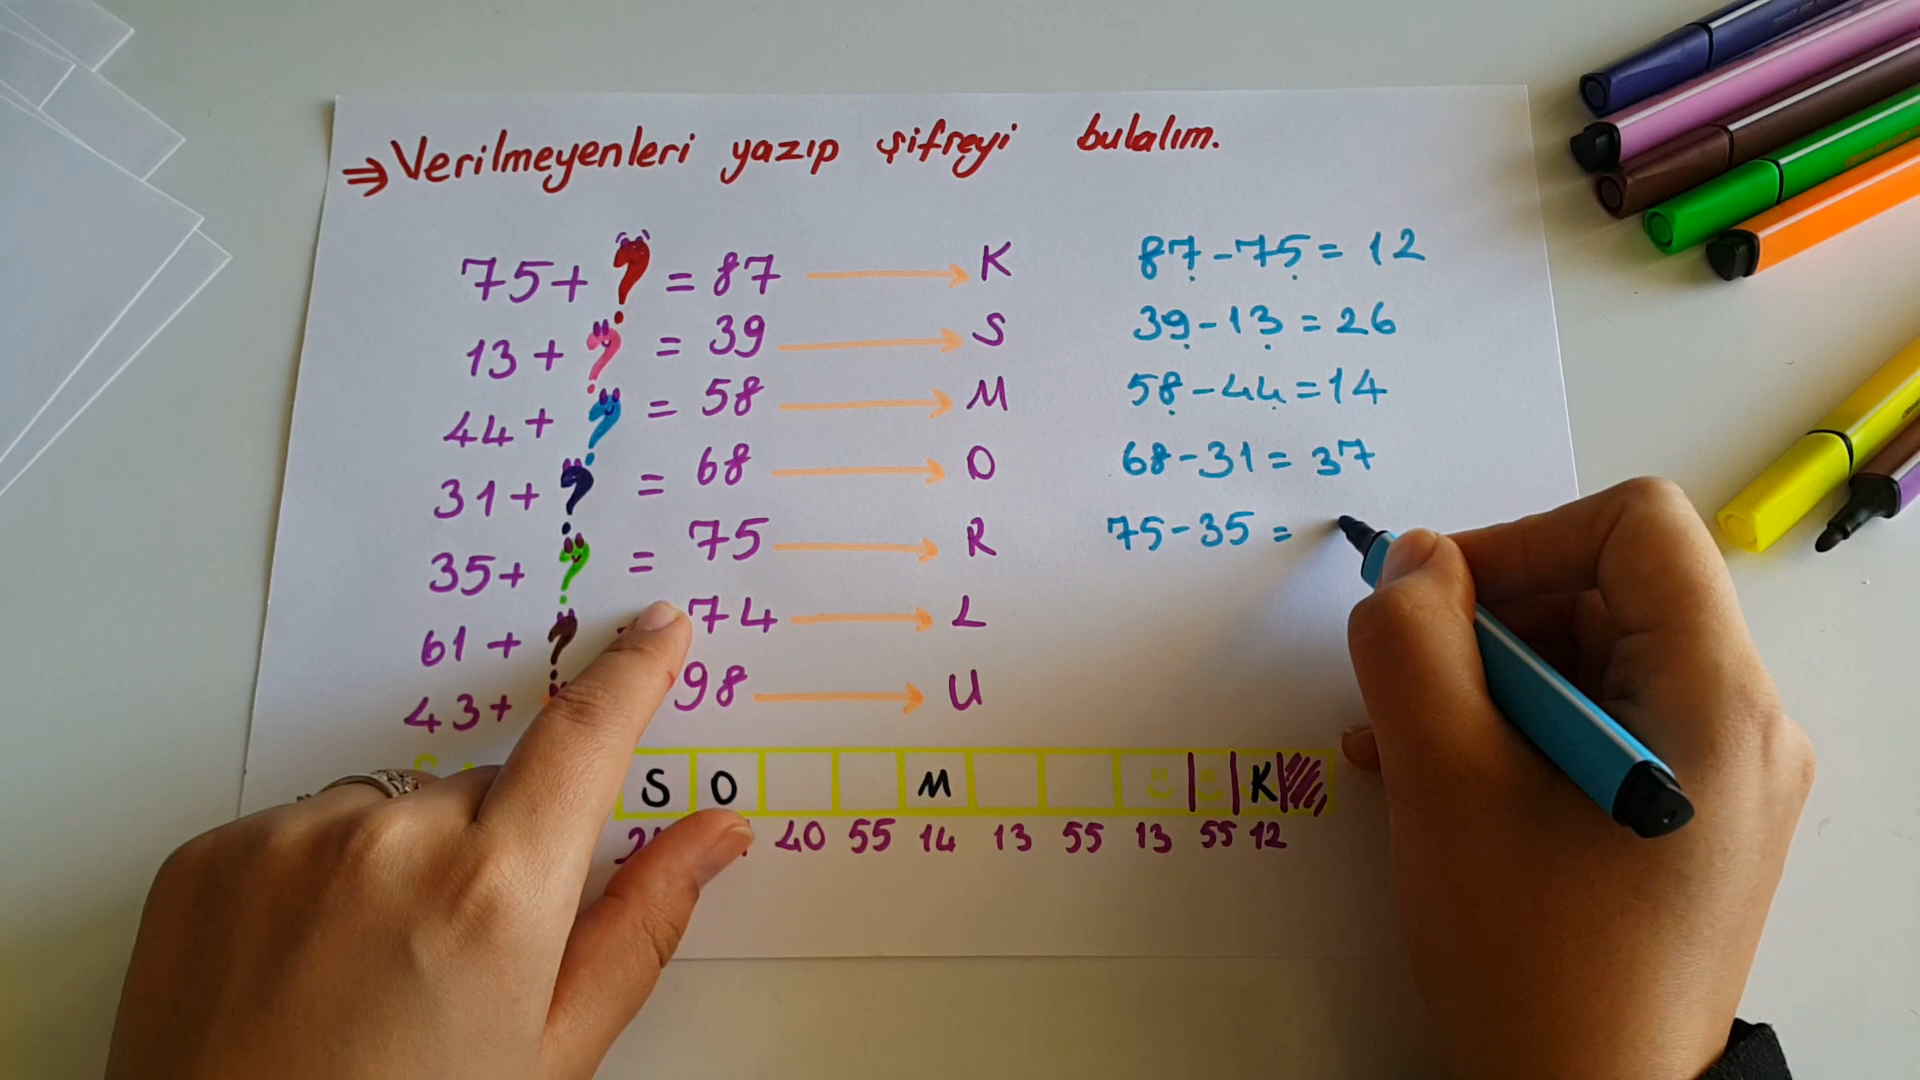 ⇒ Verilmeyenleri yazıp şifreyi bulalım.
75 + ? = 87 → K
13 + ? = 39 → S
44 + ? = 58 → M
31 + ? = 68 → O
35 + ? = 75 → R
61 + ? 74 → L
43 + 98 → U
87 - 75 = 12
39 - 13 = 26
58 - 44 = 14
68 - 31 = 37
75 - 35 =
S O M K
40 55 14 13 55 13 55 12